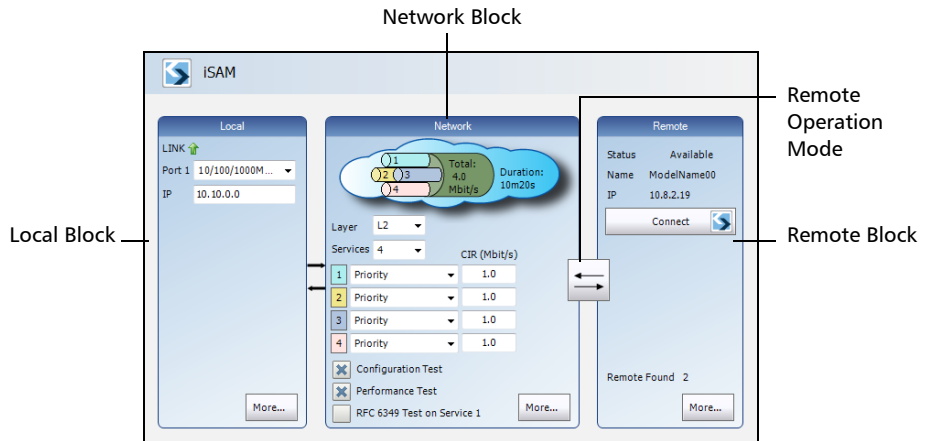 Network Block
iSAM
Remote
Operation
Mode
Local Block
Remote Block
Local
LINK
Port 1 10/100/1000M...
IP 10.10.0.0
More...
Network
1
2 3
4
Total:
4.0
Mbit/s
Duration:
10m20s
Layer L2
Services 4
CIR (Mbit/s)
1 Priority 1.0
2 Priority 1.0
3 Priority 1.0
4 Priority 1.0
Configuration Test
Performance Test
RFC 6349 Test on Service 1
More...
Remote
Status Available
Name ModelName00
IP 10.8.2.19
Connect
Remote Found 2
More...